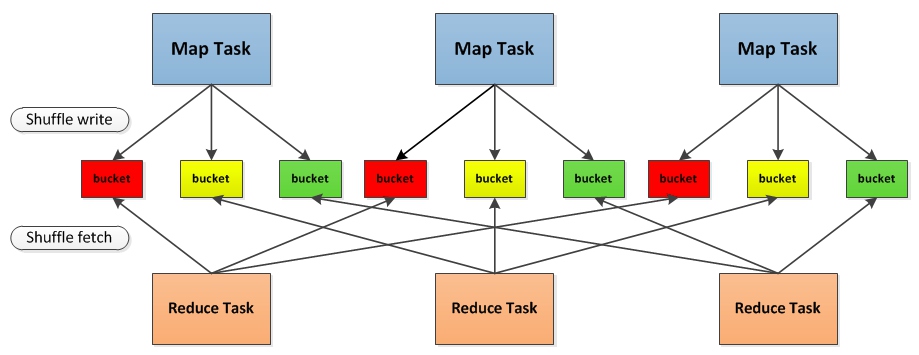 Map Task
Map Task
Map Task
Shuffle write
bucket
bucket
bucket
bucket
bucket
bucket
bucket
bucket
bucket
Shuffle fetch
Reduce Task
Reduce Task
Reduce Task